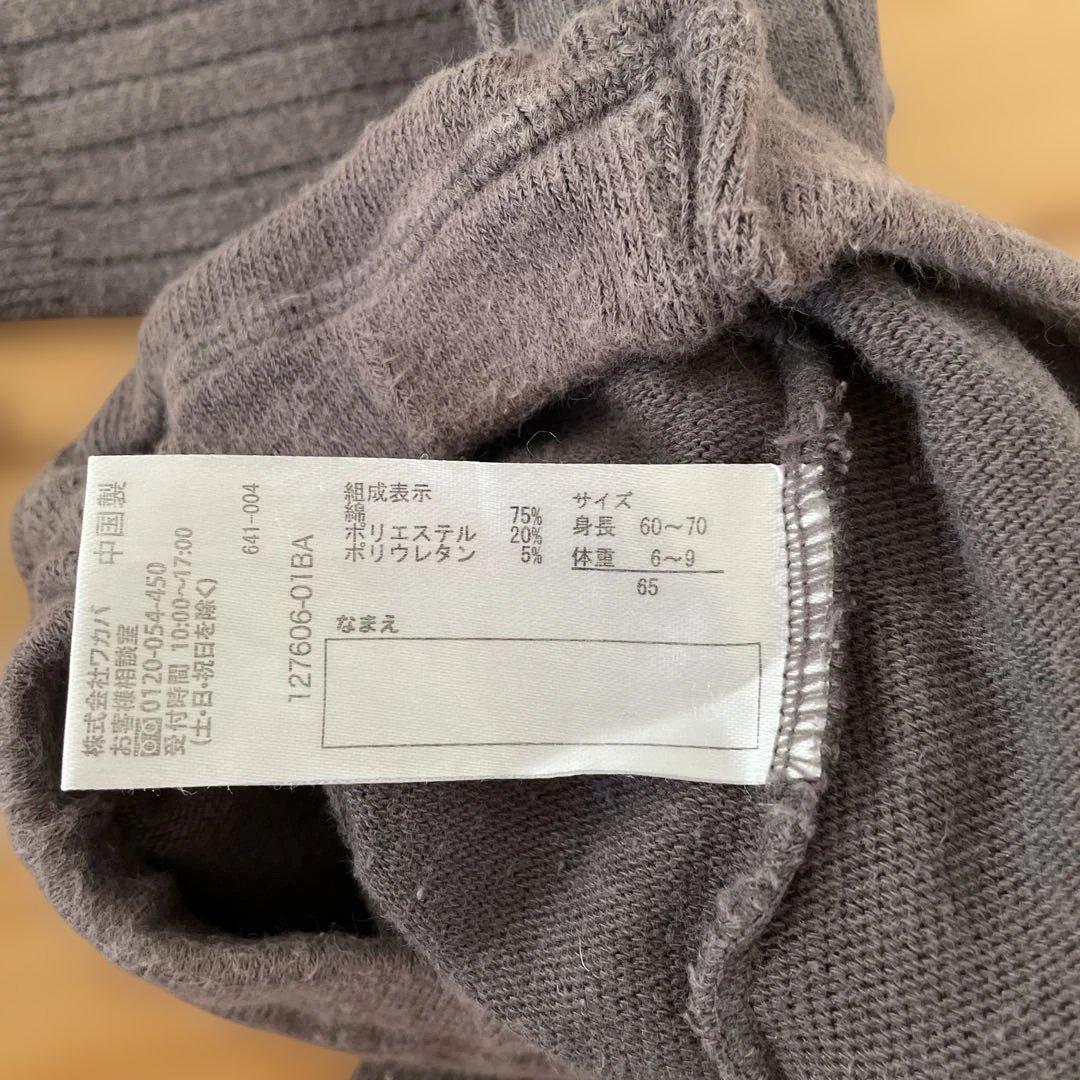 組成表示
綿 75%
ポリエステル 20%
ポリウレタン 5%
サイズ
身長 60～70
体重 6～9
65
なまえ
127606-01BA
641-004
中国製
株式会社ワカバ
お客様相談室
0120-054-450
受付時間 10:00～17:00
(土・日・祝日を除く)